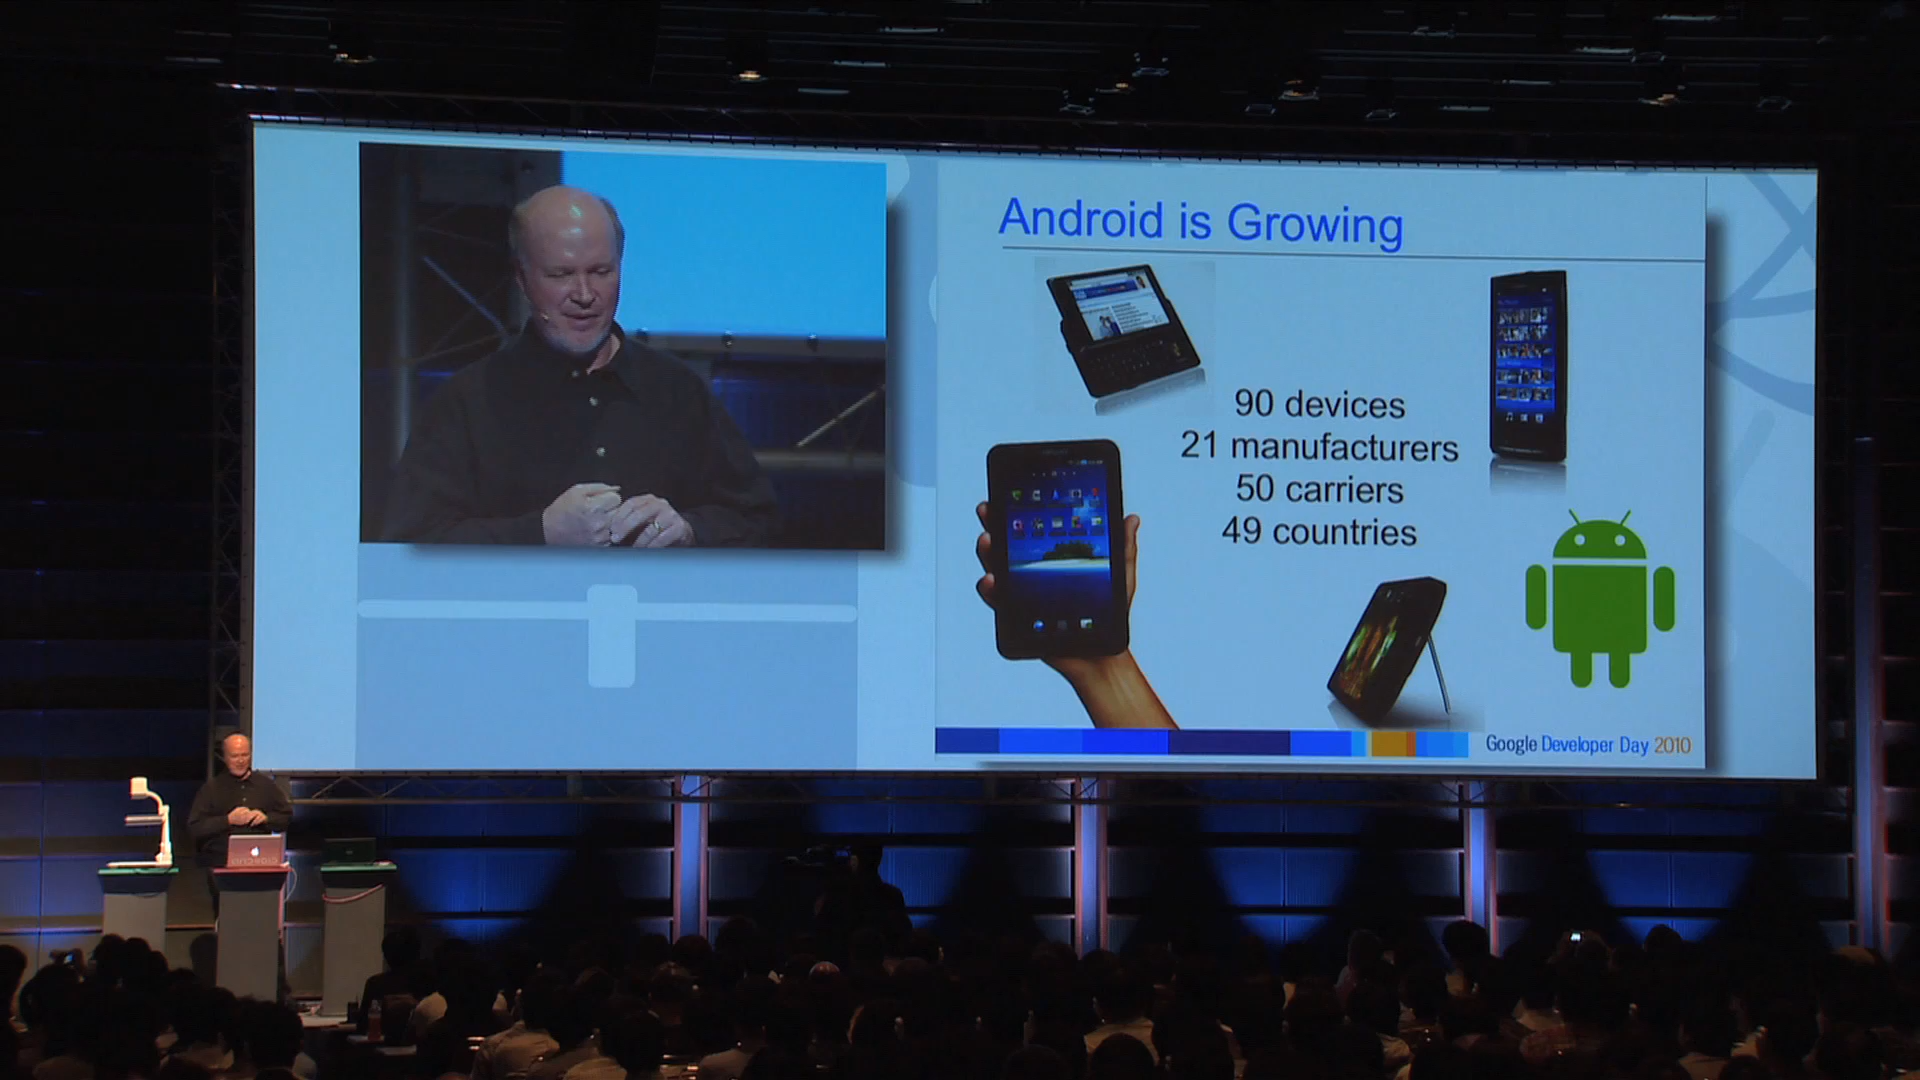 Android is Growing
90 devices
21 manufacturers
50 carriers
49 countries
Google Developer Day 2010